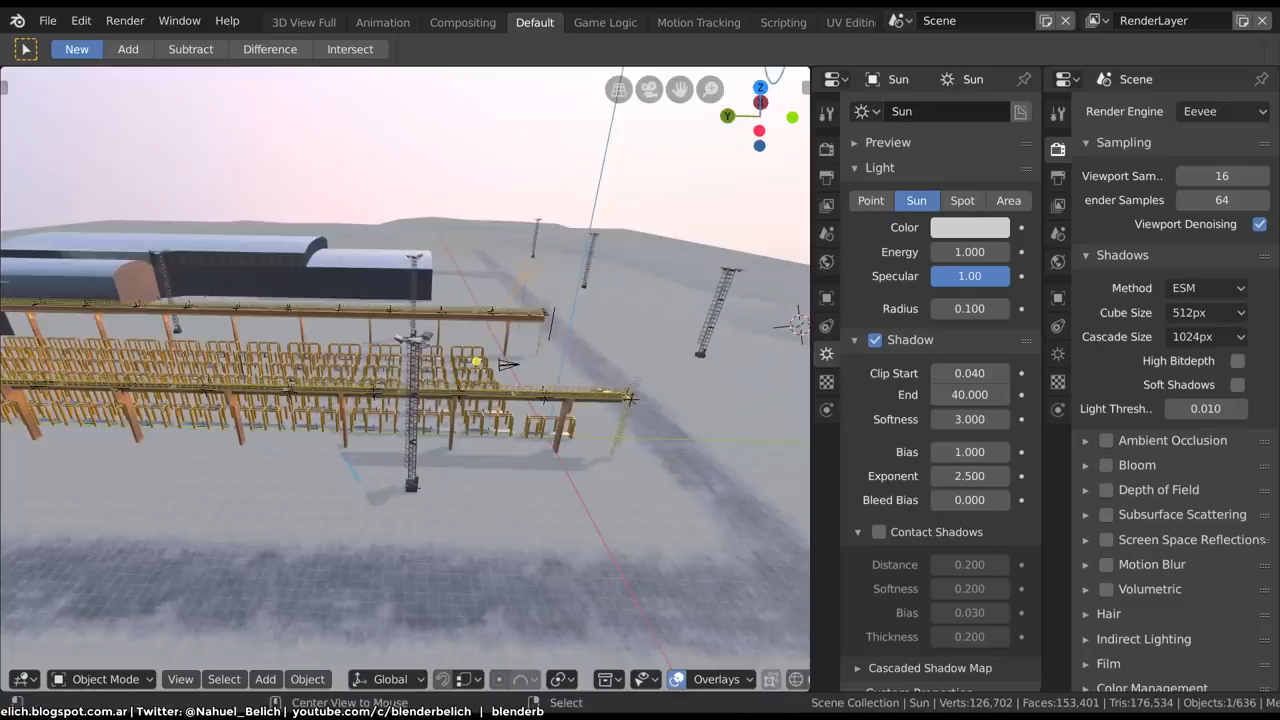 File Edit Render Window Help 3D View Full Animation Compositing Default Game Logic Motion Tracking Scripting UV Editin Scene RenderLayer
New Add Subtract Difference Intersect
Sun Sun Scene
Sun Render Engine Eevee
Preview Sampling
Light Viewport Sam.. 16
Point Sun Spot Area ender Samples 64
Color Viewport Denoising
Energy 1.000 Shadows
Specular 1.00 Method ESM
Radius 0.100 Cube Size 512px
Shadow Cascade Size 1024px
Clip Start 0.040 High Bitdepth
End 40.000 Soft Shadows
Softness 3.000 Light Thresh.. 0.010
Bias 1.000 Ambient Occlusion
Exponent 2.500 Bloom
Bleed Bias 0.000 Depth of Field
Contact Shadows Subsurface Scattering
Distance 0.200 Screen Space Reflections
Softness 0.200 Motion Blur
Bias 0.030 Volumetric
Thickness 0.200 Hair
Cascaded Shadow Map Indirect Lighting
Film
Color Management
Z
Y
Object Mode View Select Add Object Global Overlays
Center View to Mouse Select Scene Collection | Sun | Verts:126,702 | Faces:153,401 | Tris:176,534 | Objects:1/636 | M
elich.blogspot.com.ar | Twitter: @Nahuel_Belich | youtube.com/c/blenderbelich | blenderb